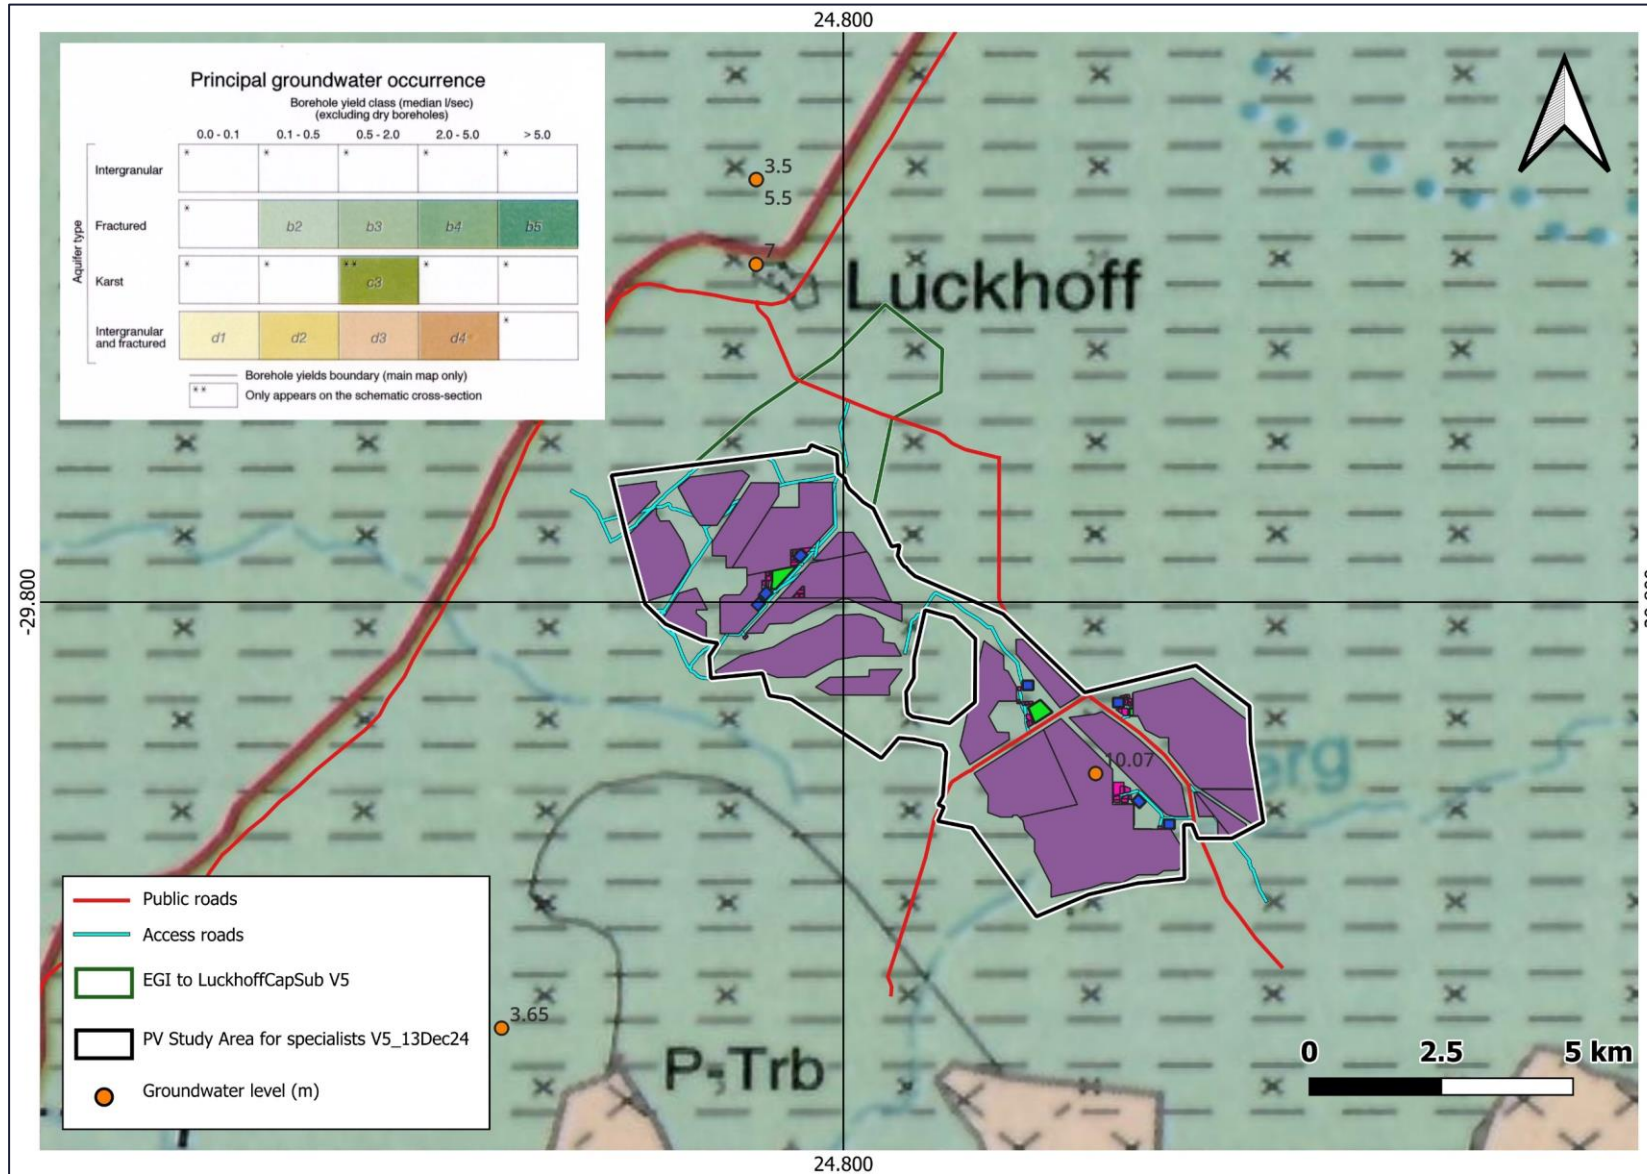 24.800
Principal groundwater occurrence
Borehole yield class (median l/sec)
(excluding dry boreholes)
0.0 - 0.1 0.1 - 0.5 0.5 - 2.0 2.0 - 5.0 > 5.0
Aquifer type
Intergranular * * * * *
Fractured * b2 b3 b4 b5
Karst * * ** c3 * *
Intergranular
and fractured d1 d2 d3 d4 *
Borehole yields boundary (main map only)
** Only appears on the schematic cross-section
3.5
5.5
7
Luckhoff
-29.800
10.07
erg
3.65
P-Trb
Public roads
Access roads
EGI to LuckhoffCapSub V5
PV Study Area for specialists V5_13Dec24
Groundwater level (m)
0 2.5 5 km
24.800